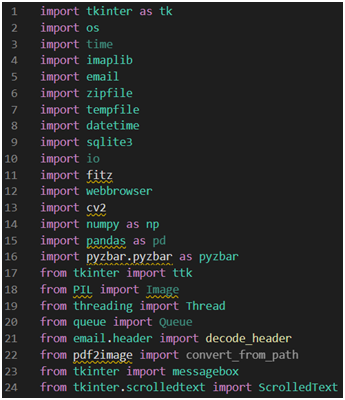 1 import tkinter as tk
2 import os
3 import time
4 import imaplib
5 import email
6 import zipfile
7 import tempfile
8 import datetime
9 import sqlite3
10 import io
11 import fitz
12 import webbrowser
13 import cv2
14 import numpy as np
15 import pandas as pd
16 import pyzbar.pyzbar as pyzbar
17 from tkinter import ttk
18 from PIL import Image
19 from threading import Thread
20 from queue import Queue
21 from email.header import decode_header
22 from pdf2image import convert_from_path
23 from tkinter import messagebox
24 from tkinter.scrolledtext import ScrolledText